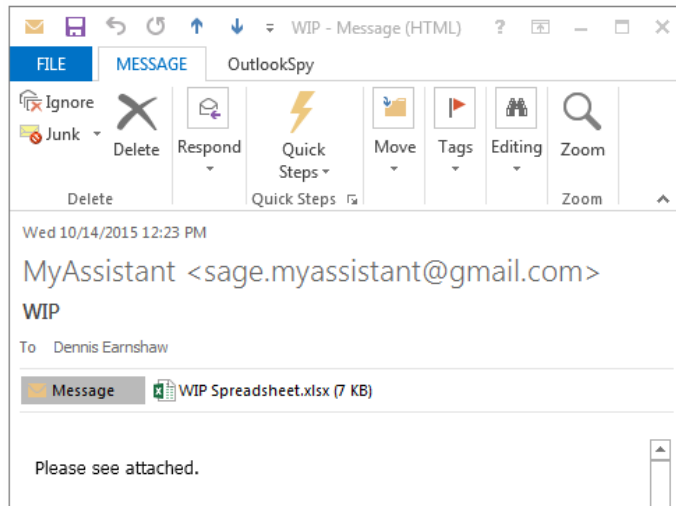 WIP - Message (HTML) ?
FILE MESSAGE OutlookSpy
Ignore
Junk
Delete
Respond
Quick Steps
Move
Tags
Editing
Zoom
Delete Quick Steps Zoom
Wed 10/14/2015 12:23 PM
MyAssistant <sage.myassistant@gmail.com>
WIP
To Dennis Earnshaw
Message WIP Spreadsheet.xlsx (7 KB)
Please see attached.